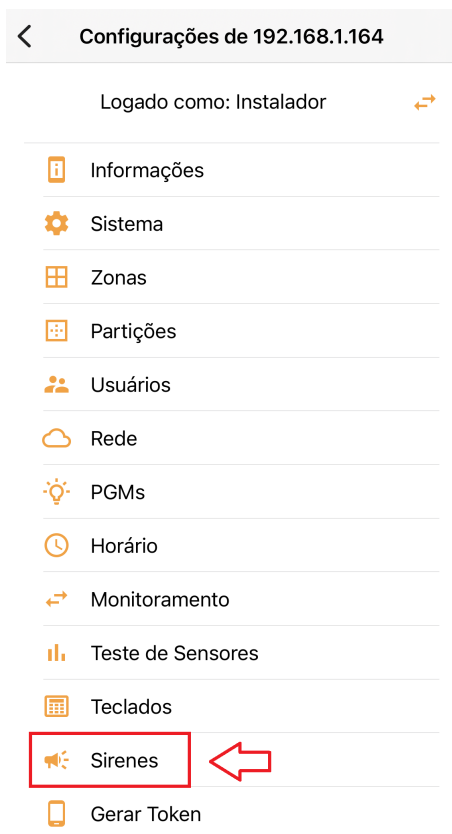 Configurações de 192.168.1.164
Logado como: Instalador
Informações
Sistema
Zonas
Partições
Usuários
Rede
PGMs
Horário
Monitoramento
Teste de Sensores
Teclados
Sirenes
Gerar Token